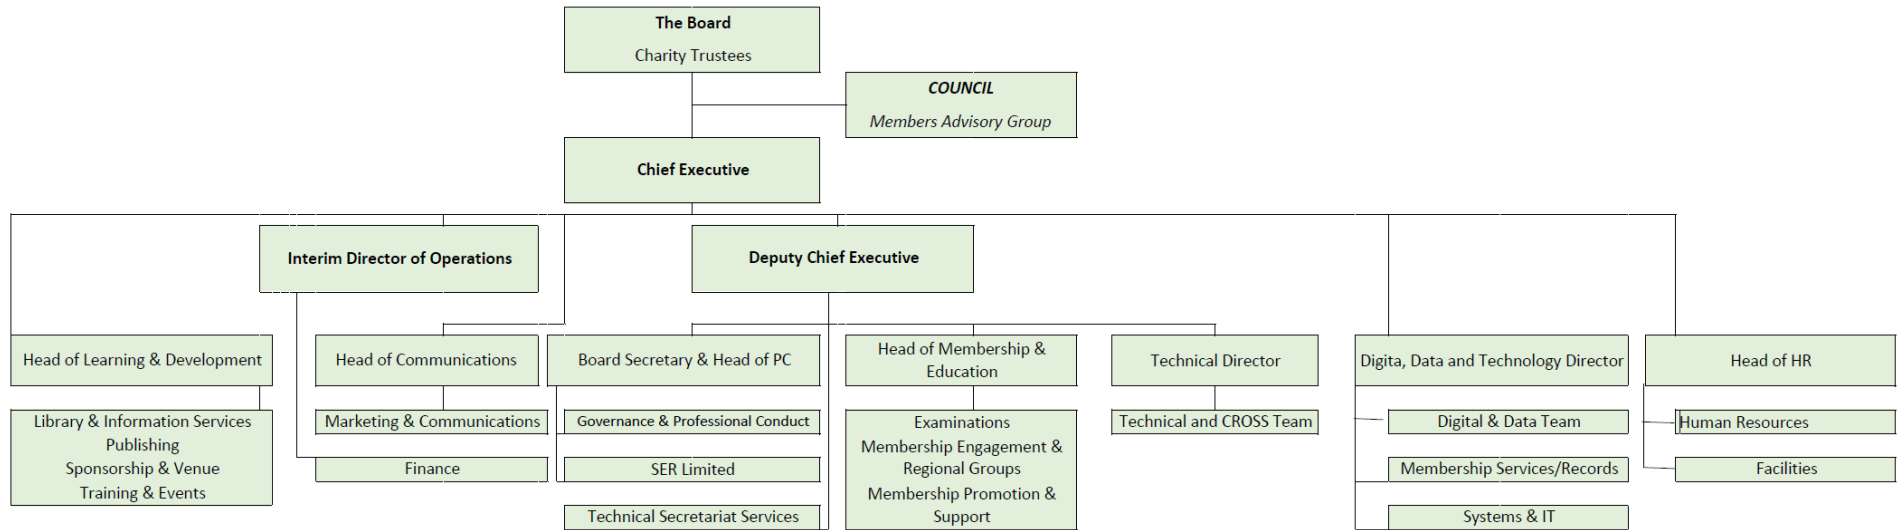 The Board
Charity Trustees
COUNCIL
Members Advisory Group
Chief Executive
Interim Director of Operations
Deputy Chief Executive
Head of Learning & Development
Head of Communications
Board Secretary & Head of PC
Head of Membership &
Education
Technical Director
Digita, Data and Technology Director
Head of HR
Library & Information Services
Publishing
Sponsorship & Venue
Training & Events
Marketing & Communications
Finance
Governance & Professional Conduct
SER Limited
Technical Secretariat Services
Examinations
Membership Engagement &
Regional Groups
Membership Promotion &
Support
Technical and CROSS Team
Digital & Data Team
Membership Services/Records
Systems & IT
Human Resources
Facilities